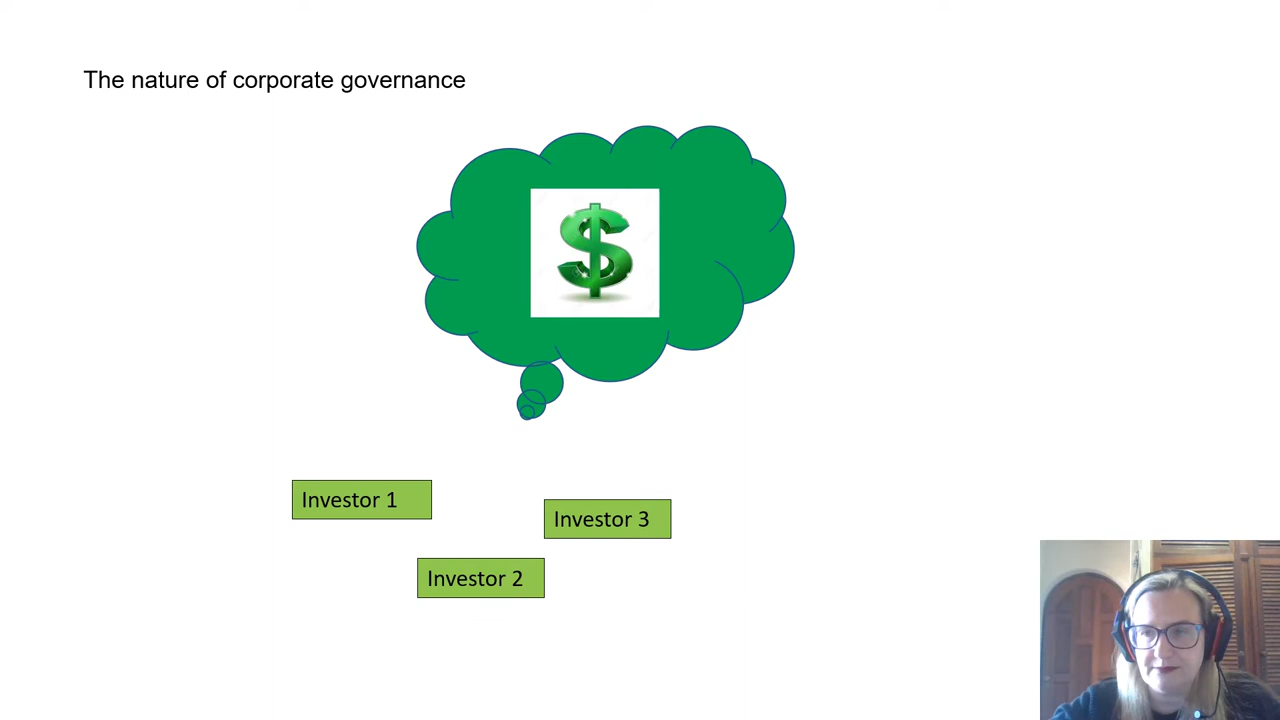 The nature of corporate governance
$
Investor 1
Investor 3
Investor 2